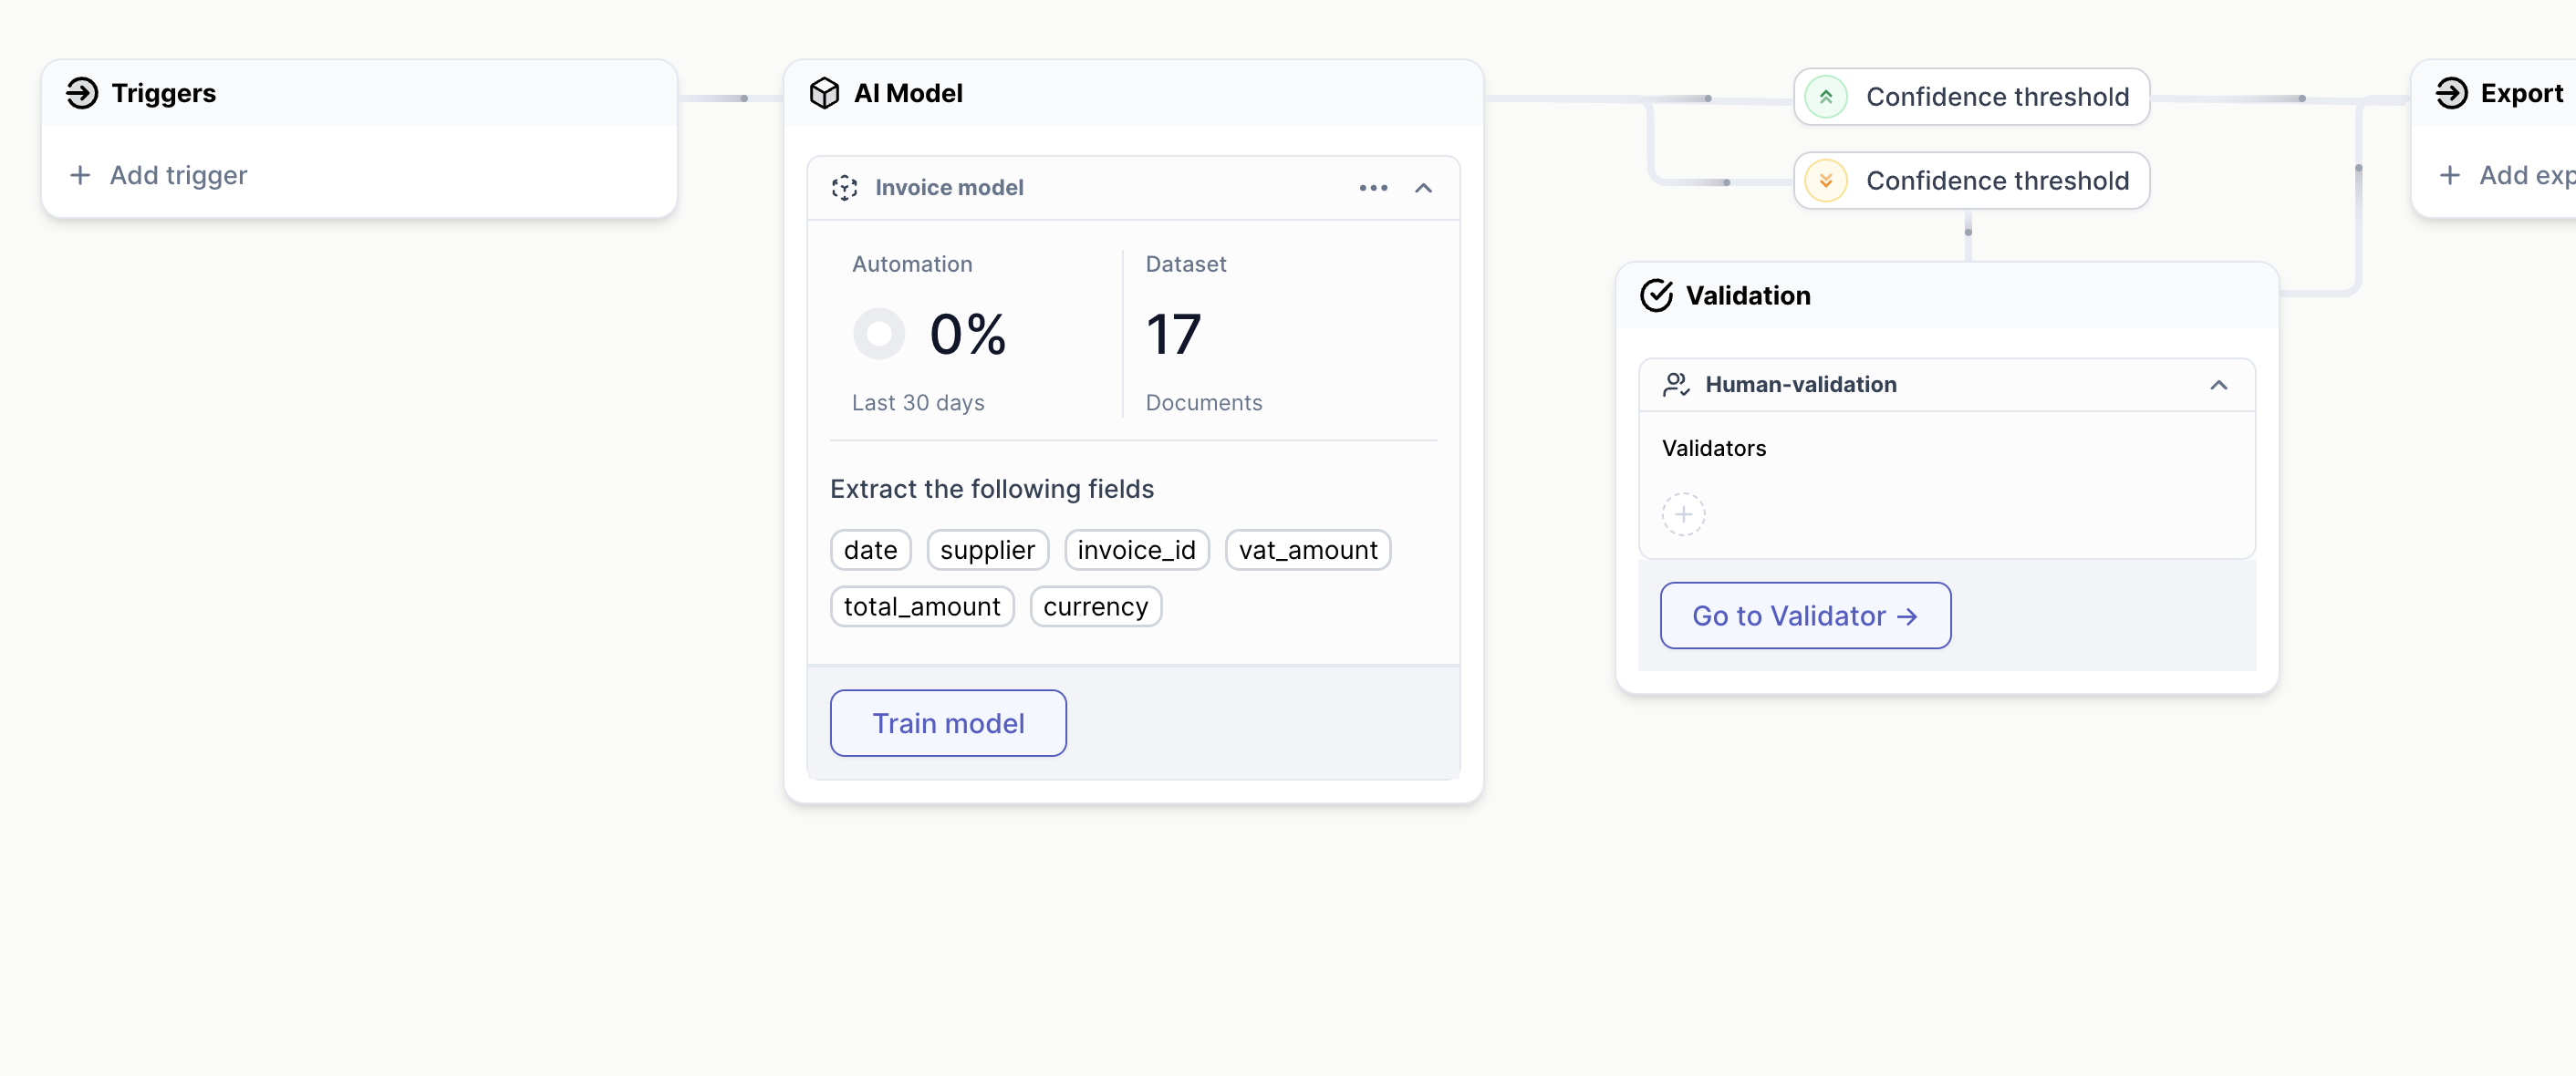 Triggers
Add trigger
AI Model
Invoice model
Automation
0%
Last 30 days
Dataset
17
Documents
Extract the following fields
date supplier invoice_id vat_amount
total_amount currency
Train model
Confidence threshold
Confidence threshold
Validation
Human-validation
Validators
Go to Validator →
Export
Add exp